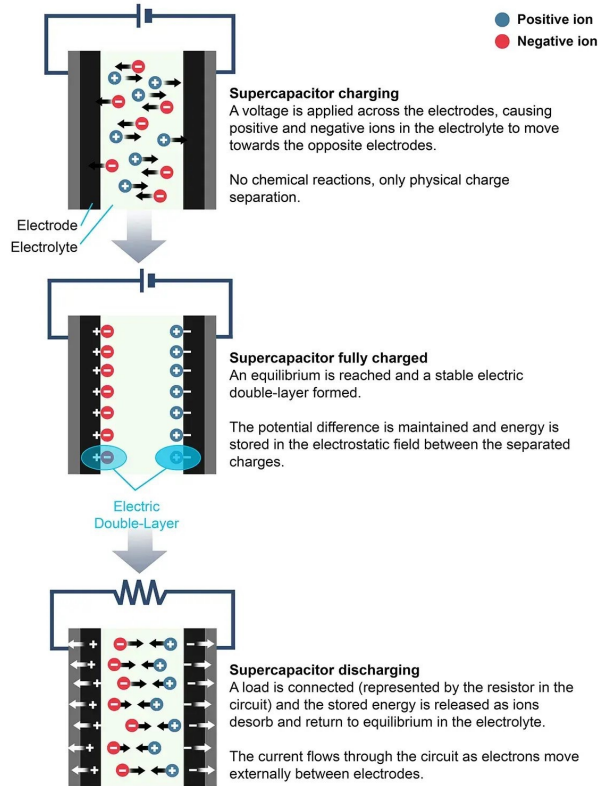 Positive ion
Negative ion
Supercapacitor charging
A voltage is applied across the electrodes, causing
positive and negative ions in the electrolyte to move
towards the opposite electrodes.
No chemical reactions, only physical charge
separation.
Electrode
Electrolyte
Supercapacitor fully charged
An equilibrium is reached and a stable electric
double-layer formed.
The potential difference is maintained and energy is
stored in the electrostatic field between the separated
charges.
Electric
Double-Layer
Supercapacitor discharging
A load is connected (represented by the resistor in the
circuit) and the stored energy is released as ions
desorb and return to equilibrium in the electrolyte.
The current flows through the circuit as electrons move
externally between electrodes.